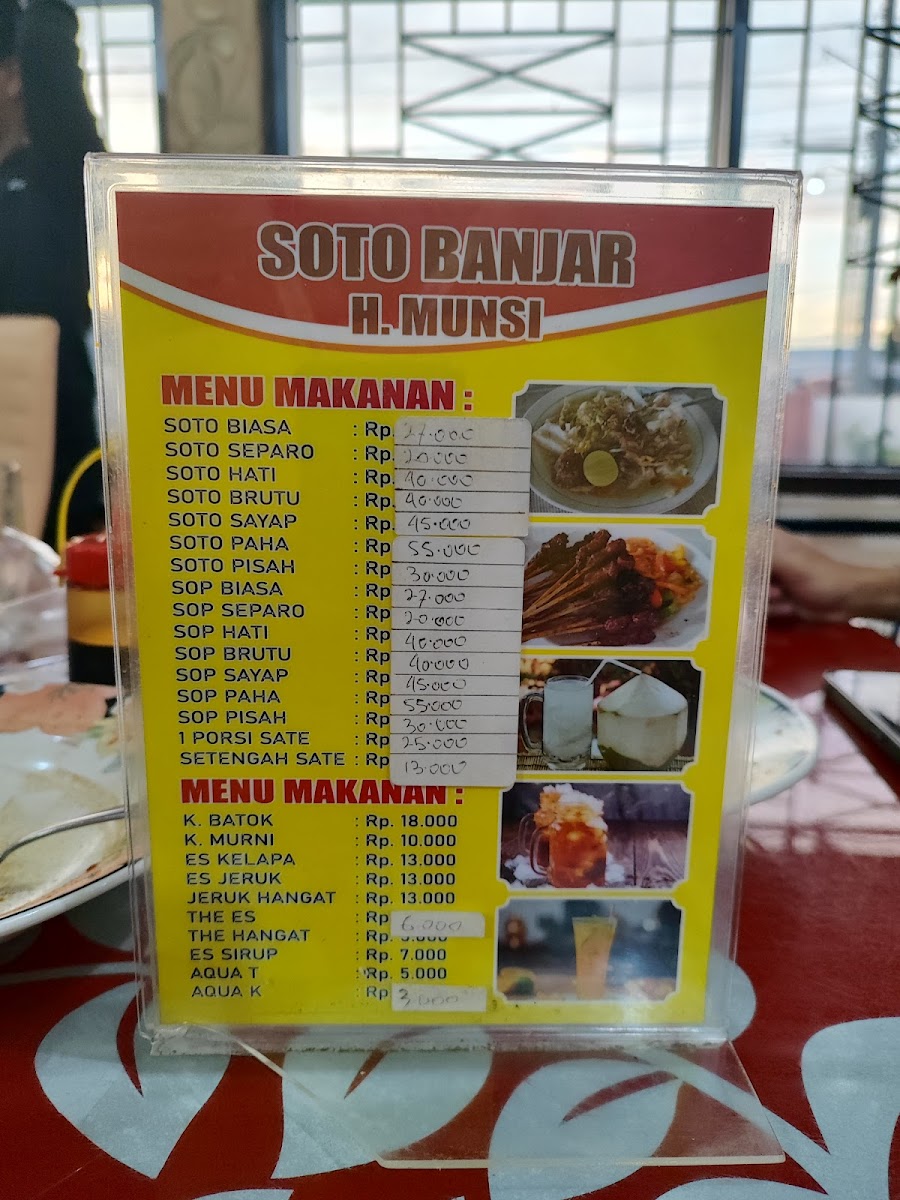 SOTO BANJAR
H. MUNSI
MENU MAKANAN :
SOTO BIASA : Rp. 27.000
SOTO SEPARO : Rp. 20.000
SOTO HATI : Rp. 40.000
SOTO BRUTU : Rp. 40.000
SOTO SAYAP : Rp. 45.000
SOTO PAHA : Rp 55.000
SOTO PISAH : Rp 30.000
SOP BIASA : Rp 27.000
SOP SEPARO : Rp 20.000
SOP HATI : Rp 40.000
SOP BRUTU : Rp 40.000
SOP SAYAP : Rp 45.000
SOP PAHA : Rp 55.000
SOP PISAH : Rp 30.000
1 PORSI SATE : Rp 25.000
SETENGAH SATE : Rp 13.000
MENU MAKANAN :
K. BATOK : Rp. 18.000
K. MURNI : Rp. 10.000
ES KELAPA : Rp. 13.000
ES JERUK : Rp. 13.000
JERUK HANGAT : Rp. 13.000
THE ES : Rp 6.000
THE HANGAT : Rp.
ES SIRUP : Rp. 7.000
AQUA T : Rp. 5.000
AQUA K : Rp 3.000